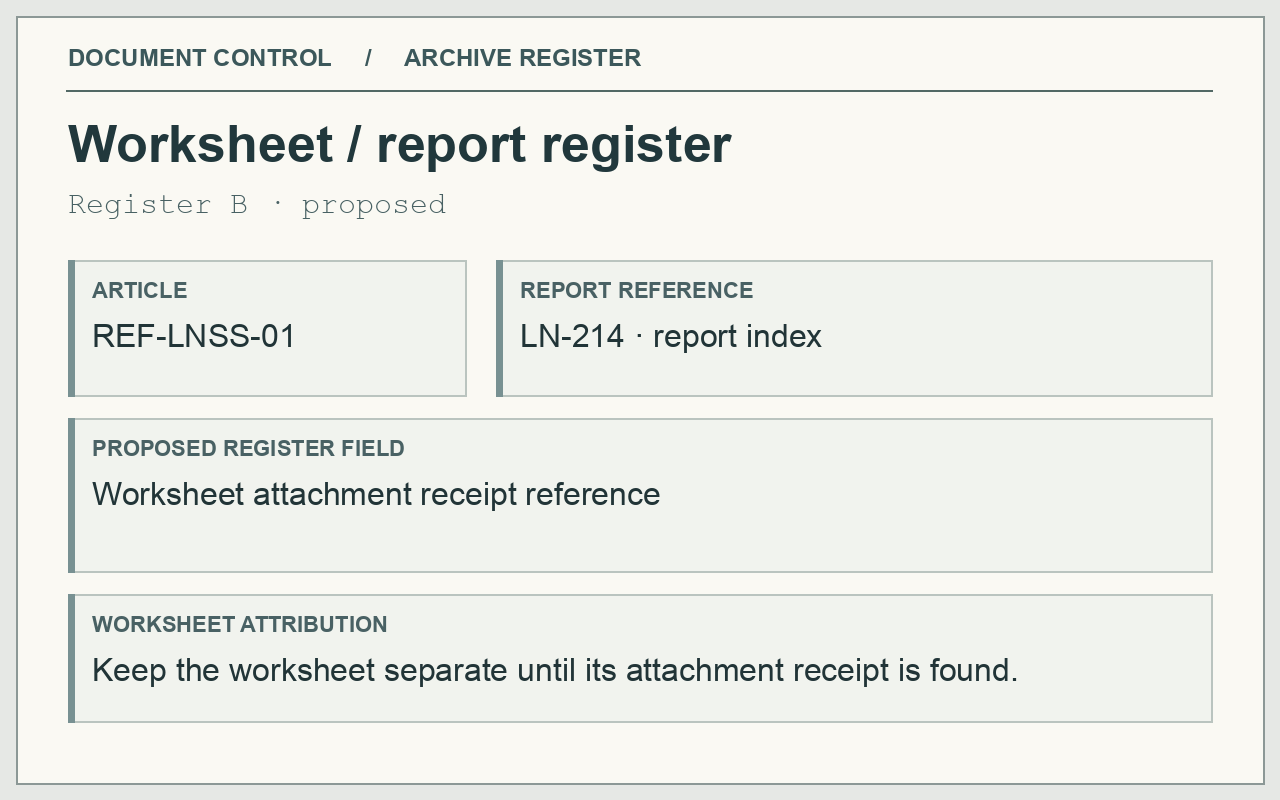 DOCUMENT CONTROL / ARCHIVE REGISTER
Worksheet / report register
Register B · proposed
ARTICLE
REF-LNSS-01
REPORT REFERENCE
LN-214 · report index
PROPOSED REGISTER FIELD
Worksheet attachment receipt reference
WORKSHEET ATTRIBUTION
Keep the worksheet separate until its attachment receipt is found.